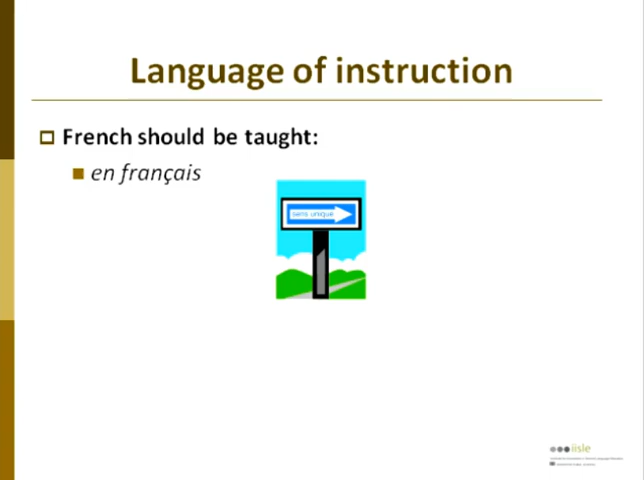 Language of instruction
French should be taught:
en français
sens unique
iisle